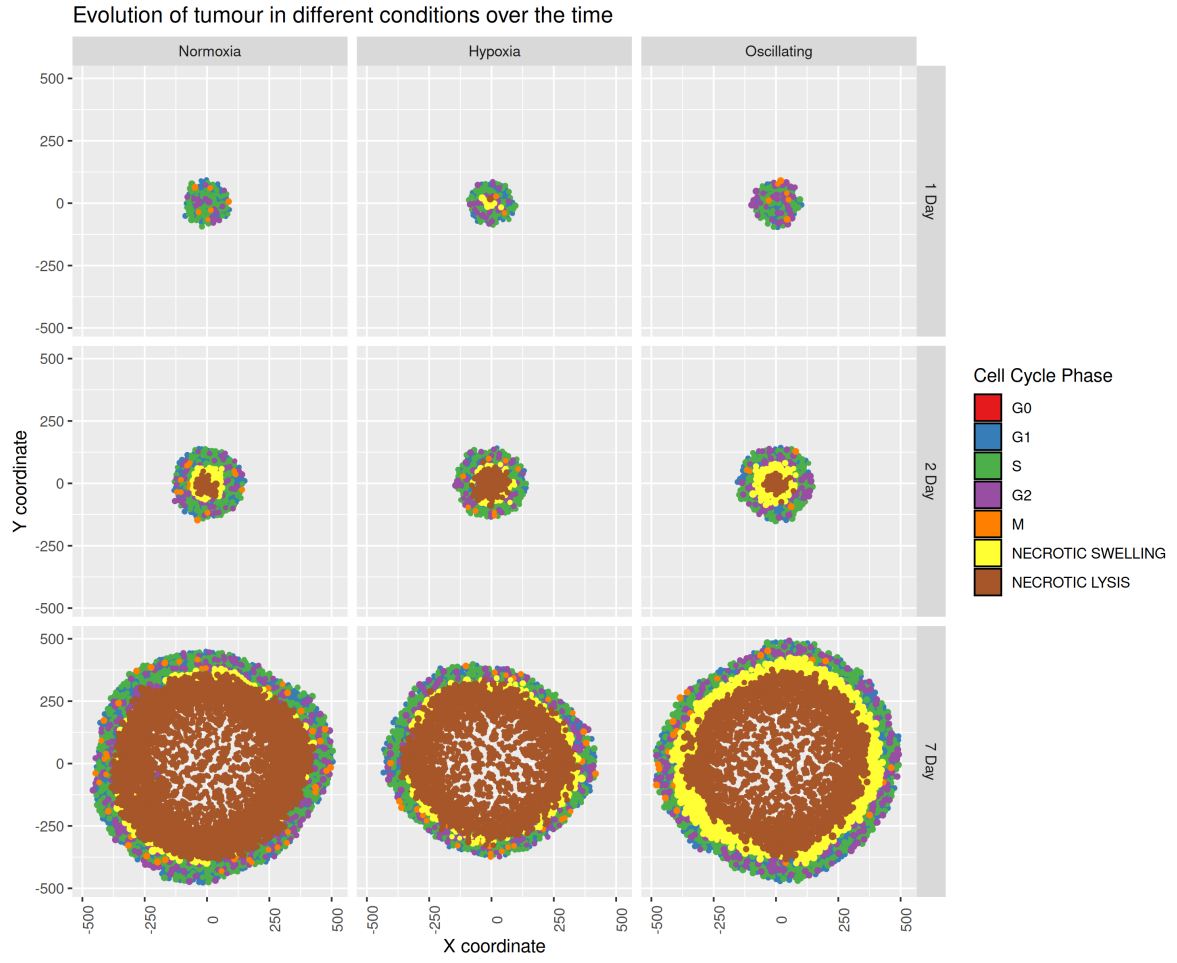 Evolution of tumour in different conditions over the time
Normoxia
Hypoxia
Oscillating
500
250
0
-250
-500
1 Day
500
250
0
-250
-500
2 Day
500
250
0
-250
-500
7 Day
-500
-250
0
250
500
-500
-250
0
250
500
-500
-250
0
250
500
X coordinate
Y coordinate
Cell Cycle Phase
G0
G1
S
G2
M
NECROTIC SWELLING
NECROTIC LYSIS